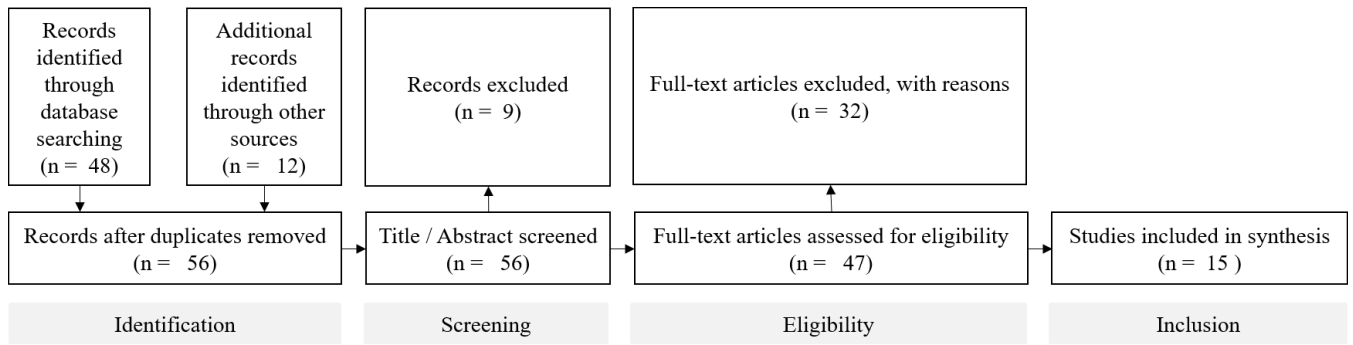 Records
identified
through
database
searching
(n = 48)
Additional
records
identified
through other
sources
(n = 12)
Records excluded
(n = 9)
Full-text articles excluded, with reasons
(n = 32)
Records after duplicates removed
(n = 56)
Title / Abstract screened
(n = 56)
Full-text articles assessed for eligibility
(n = 47)
Studies included in synthesis
(n = 15 )
Identification
Screening
Eligibility
Inclusion